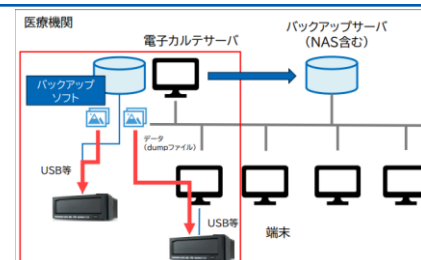 医療機関
電子カルテサーバ
バックアップサーバ
(NAS含む)
バックアップ
ソフト
データ
(dumpファイル)
USB等
USB等
端末